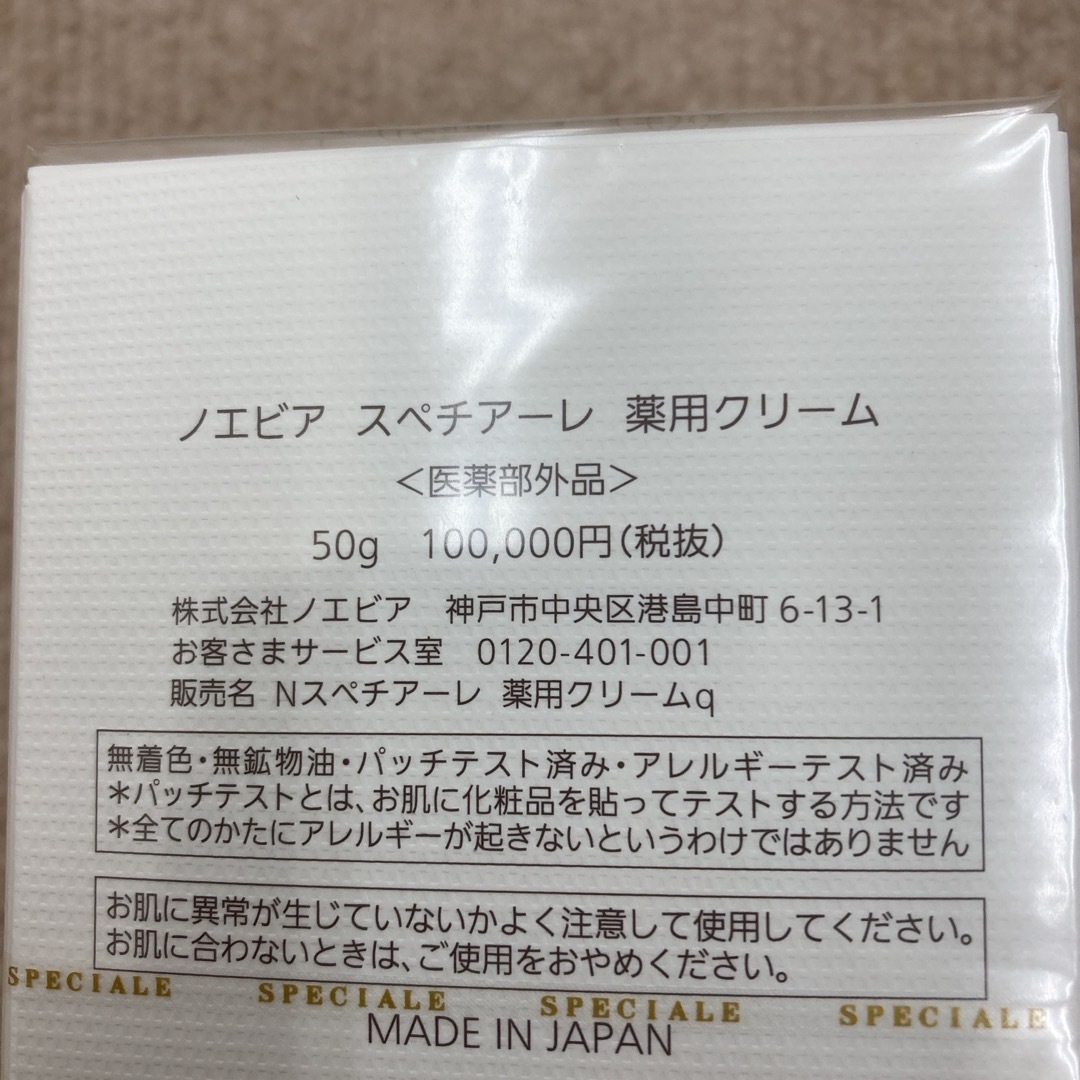 ノエビア スペチアーレ 薬用クリーム
<医薬部外品>
50g 100,000円(税抜)
株式会社ノエビア 神戸市中央区港島中町 6-13-1
お客さまサービス室 0120-401-001
販売名 Nスペチアーレ 薬用クリームq
無着色・無鉱物油・パッチテスト済み・アレルギーテスト済み
*パッチテストとは、お肌に化粧品を貼ってテストする方法です
*全てのかたにアレルギーが起きないというわけではありません
お肌に異常が生じていないかよく注意して使用してください。
お肌に合わないときは、ご使用をおやめください。
SPECIALE SPECIALE SPECIALE SPECIALE
MADE IN JAPAN